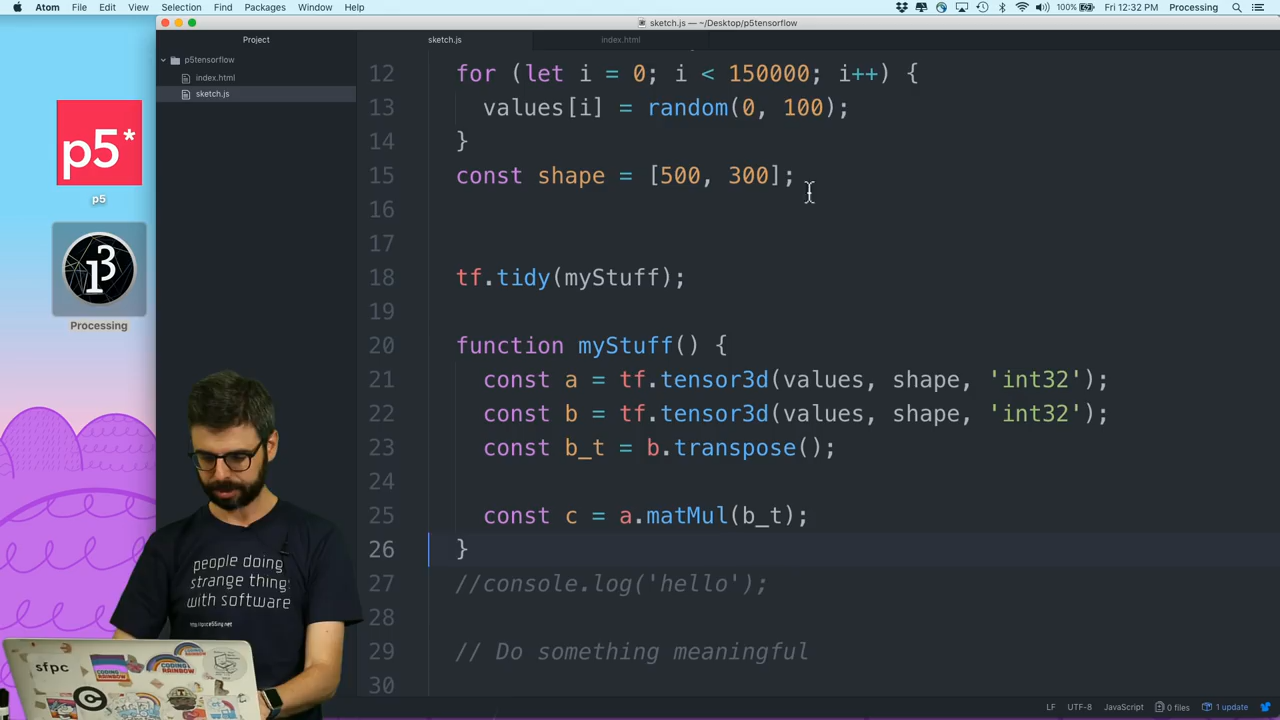 Atom File Edit View Selection Find Packages Window Help
100% Fri 12:32 PM Processing
sketch.js — ~/Desktop/p5tensorflow
Project
sketch.js
index.html
p5tensorflow
index.html
sketch.js
p5*
p5
Processing
12 for (let i = 0; i < 150000; i++) {
13 values[i] = random(0, 100);
14 }
15 const shape = [500, 300];
16
17
18 tf.tidy(myStuff);
19
20 function myStuff() {
21 const a = tf.tensor3d(values, shape, 'int32');
22 const b = tf.tensor3d(values, shape, 'int32');
23 const b_t = b.transpose();
24
25 const c = a.matMul(b_t);
26 }
27 //console.log('hello');
28
29 // Do something meaningful
30
people doing
strange thing
with software
sfpc
CODING
RAINBOW
LF UTF-8 JavaScript 0 files 1 update